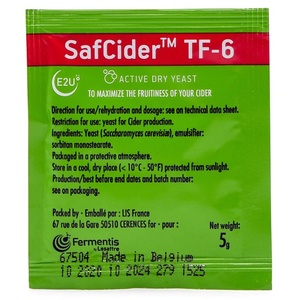 SafCider™ TF-6
E2U®
ACTIVE DRY YEAST
TO MAXIMIZE THE FRUITINESS OF YOUR CIDER
Direction for use/rehydration and dosage: see on technical data sheet.
Restriction for use: yeast for Cider production.
Ingredients: Yeast (Saccharomyces cerevisiae), emulsifier:
sorbitan monostearate.
Packaged in a protective atmosphere.
Store in a cool, dry place (< 10°C - 50°F) protected from sunlight.
Production/best before end dates and batch number:
see on packaging.
Packed by - Emballé par : LIS France
67 rue de la Gare 50510 CERENCES for - pour :
Net weight:
5g
Fermentis
by Lesaffre
67504 Made in Belgium
10 2020 10 2024 279 1525